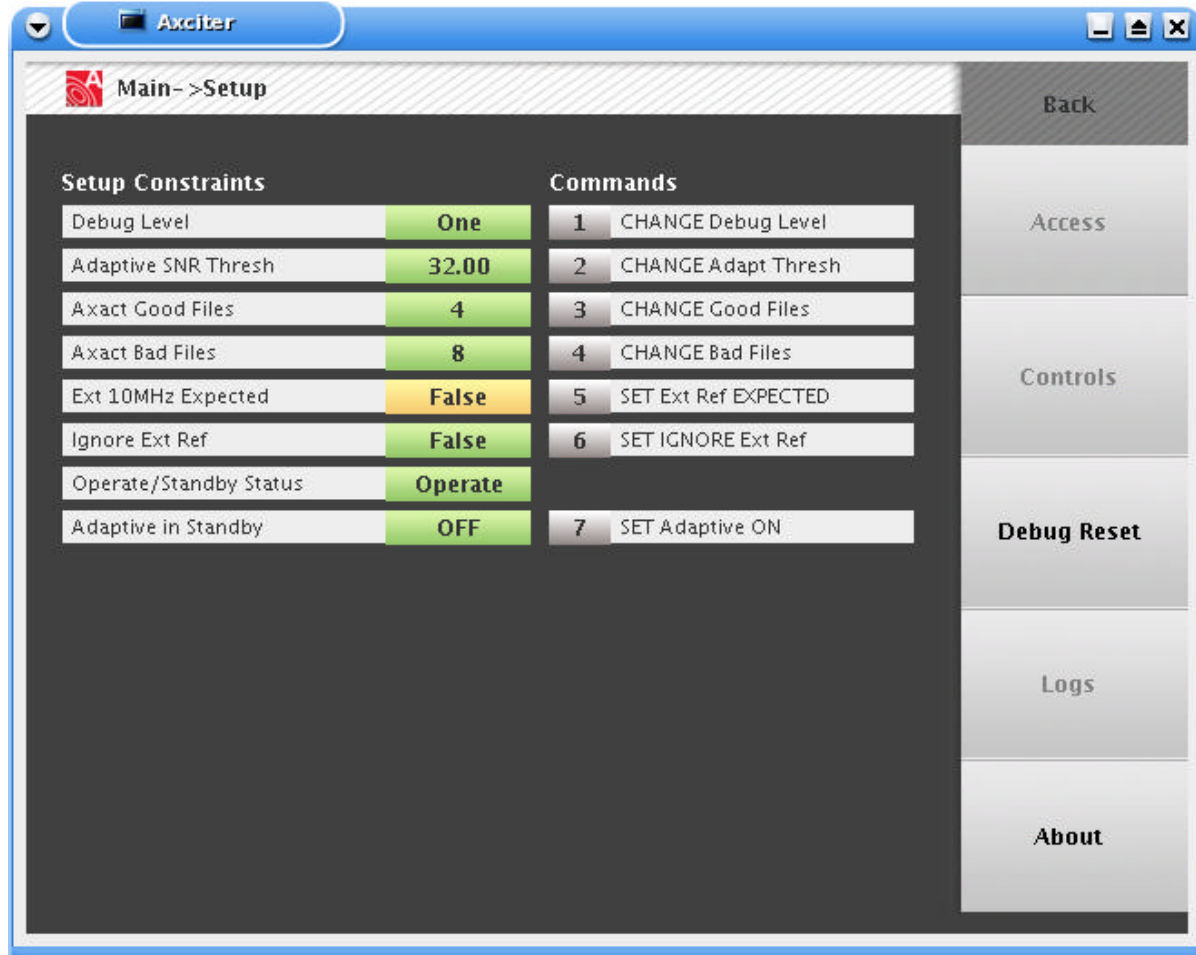 Axciter
Main->Setup
Back
Setup Constraints
Commands
Debug Level One 1 CHANGE Debug Level
Adaptive SNR Thresh 32.00 2 CHANGE Adapt Thresh
Axact Good Files 4 3 CHANGE Good Files
Axact Bad Files 8 4 CHANGE Bad Files
Ext 10MHz Expected False 5 SET Ext Ref EXPECTED
Ignore Ext Ref False 6 SET IGNORE Ext Ref
Operate/Standby Status Operate
Adaptive in Standby OFF 7 SET Adaptive ON
Access
Controls
Debug Reset
Logs
About